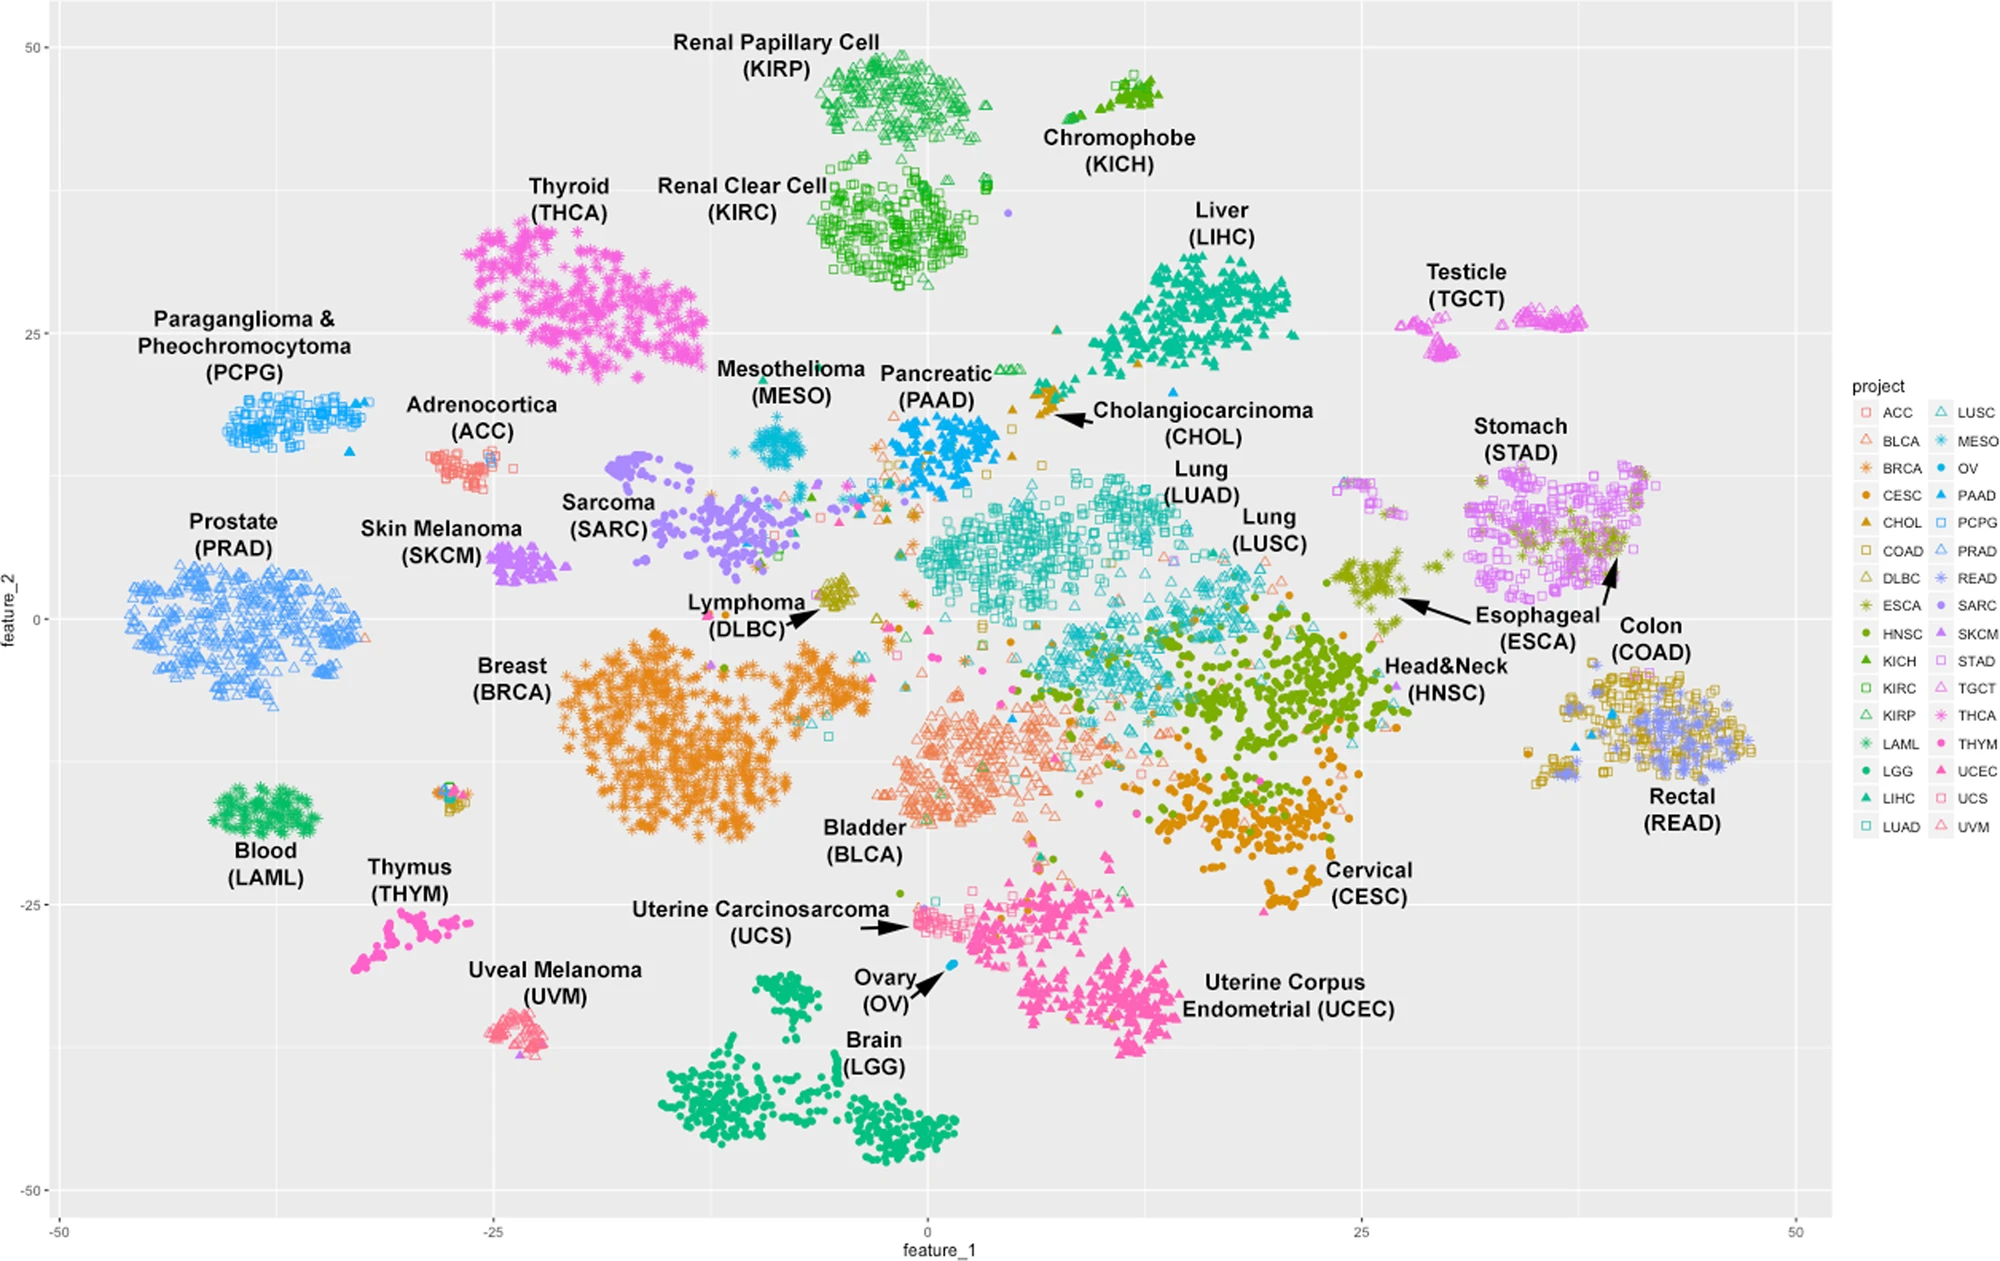 Renal Papillary Cell
(KIRP)
Chromophobe
(KICH)
Thyroid
(THCA)
Renal Clear Cell
(KIRC)
Liver
(LIHC)
Testicle
(TGCT)
Paraganglioma &
Pheochromocytoma
(PCPG)
Mesothelioma
(MESO)
Pancreatic
(PAAD)
Adrenocortica
(ACC)
Cholangiocarcinoma
(CHOL)
Stomach
(STAD)
Lung
(LUAD)
Sarcoma
(SARC)
Lung
(LUSC)
Prostate
(PRAD)
Skin Melanoma
(SKCM)
Lymphoma
(DLBC)
Esophageal
(ESCA)
Colon
(COAD)
Breast
(BRCA)
Head&Neck
(HNSC)
Rectal
(READ)
Bladder
(BLCA)
Blood
(LAML)
Thymus
(THYM)
Cervical
(CESC)
Uterine Carcinosarcoma
(UCS)
Uveal Melanoma
(UVM)
Ovary
(OV)
Uterine Corpus
Endometrial (UCEC)
Brain
(LGG)
50
25
0
-25
-50
feature_2
-50
-25
0
25
50
feature_1
project
ACC
BLCA
BRCA
CESC
CHOL
COAD
DLBC
ESCA
HNSC
KICH
KIRC
KIRP
LAML
LGG
LIHC
LUAD
LUSC
MESO
OV
PAAD
PCPG
PRAD
READ
SARC
SKCM
STAD
TGCT
THCA
THYM
UCEC
UCS
UVM